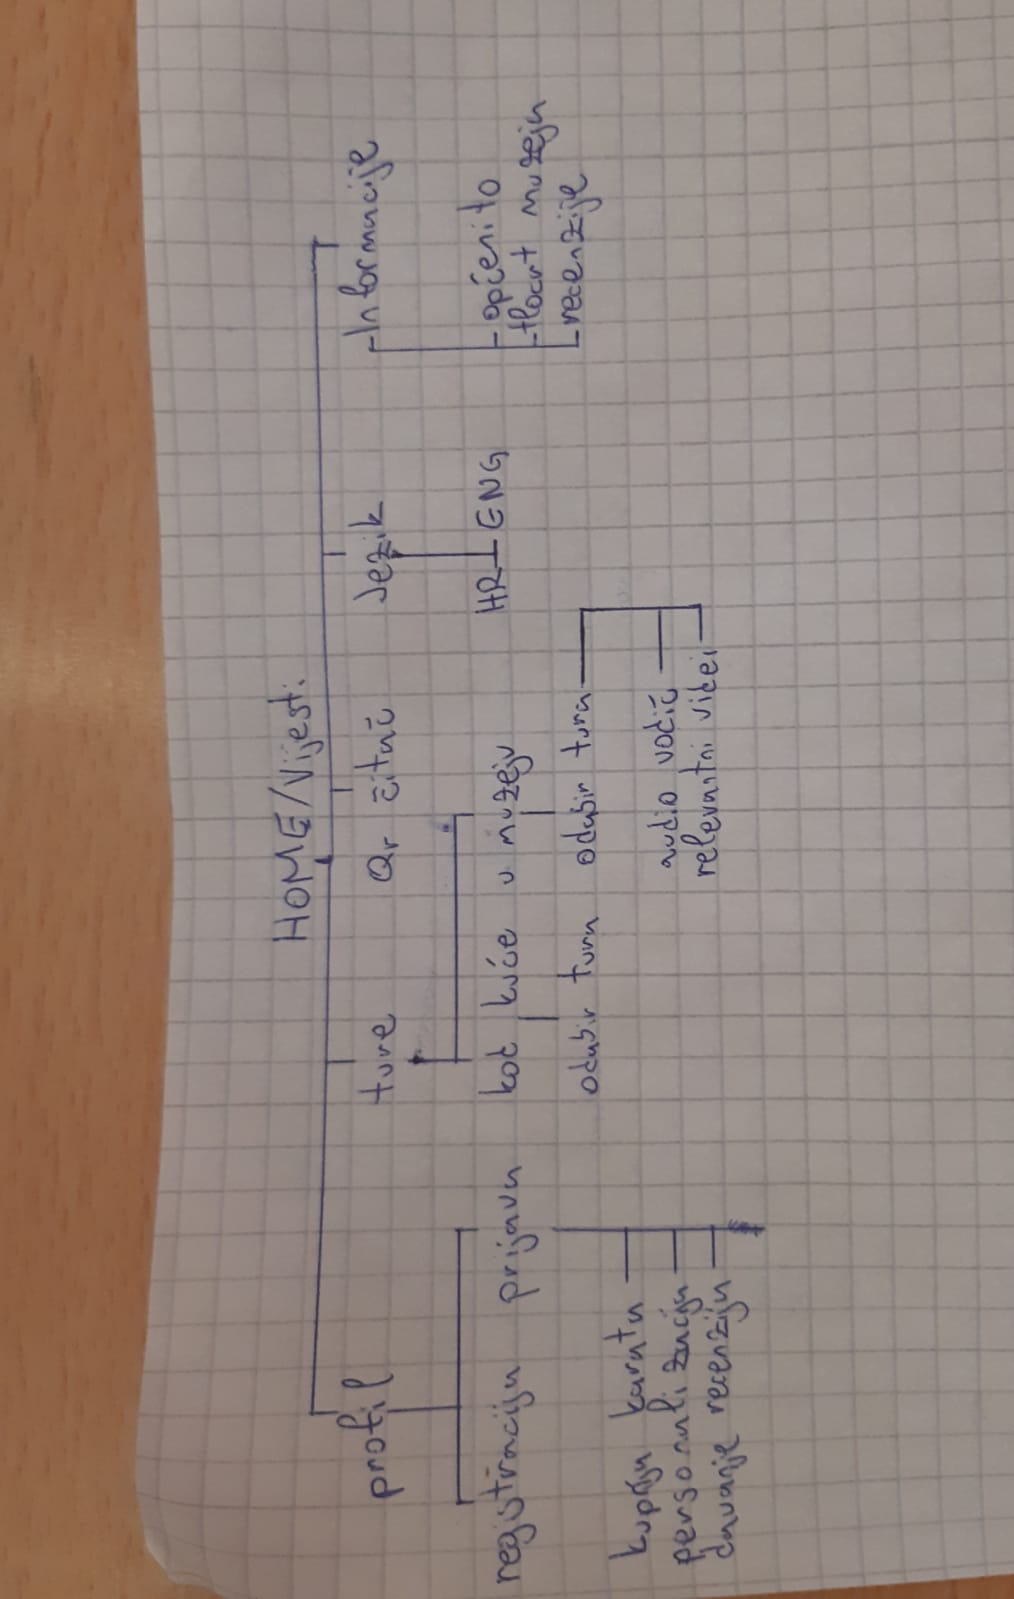 HOME/Vijesti
profil
ture
Qr čitač
Jezik
Informacije
registracija
prijava
kod kuće
u muzeju
HR
ENG
- općenito
- tlocrt muzeja
- recenzije
odabir tura
odabir tura
kupnja karata
personalizacija
davanje recenzija
audio vodič
relevantni videi